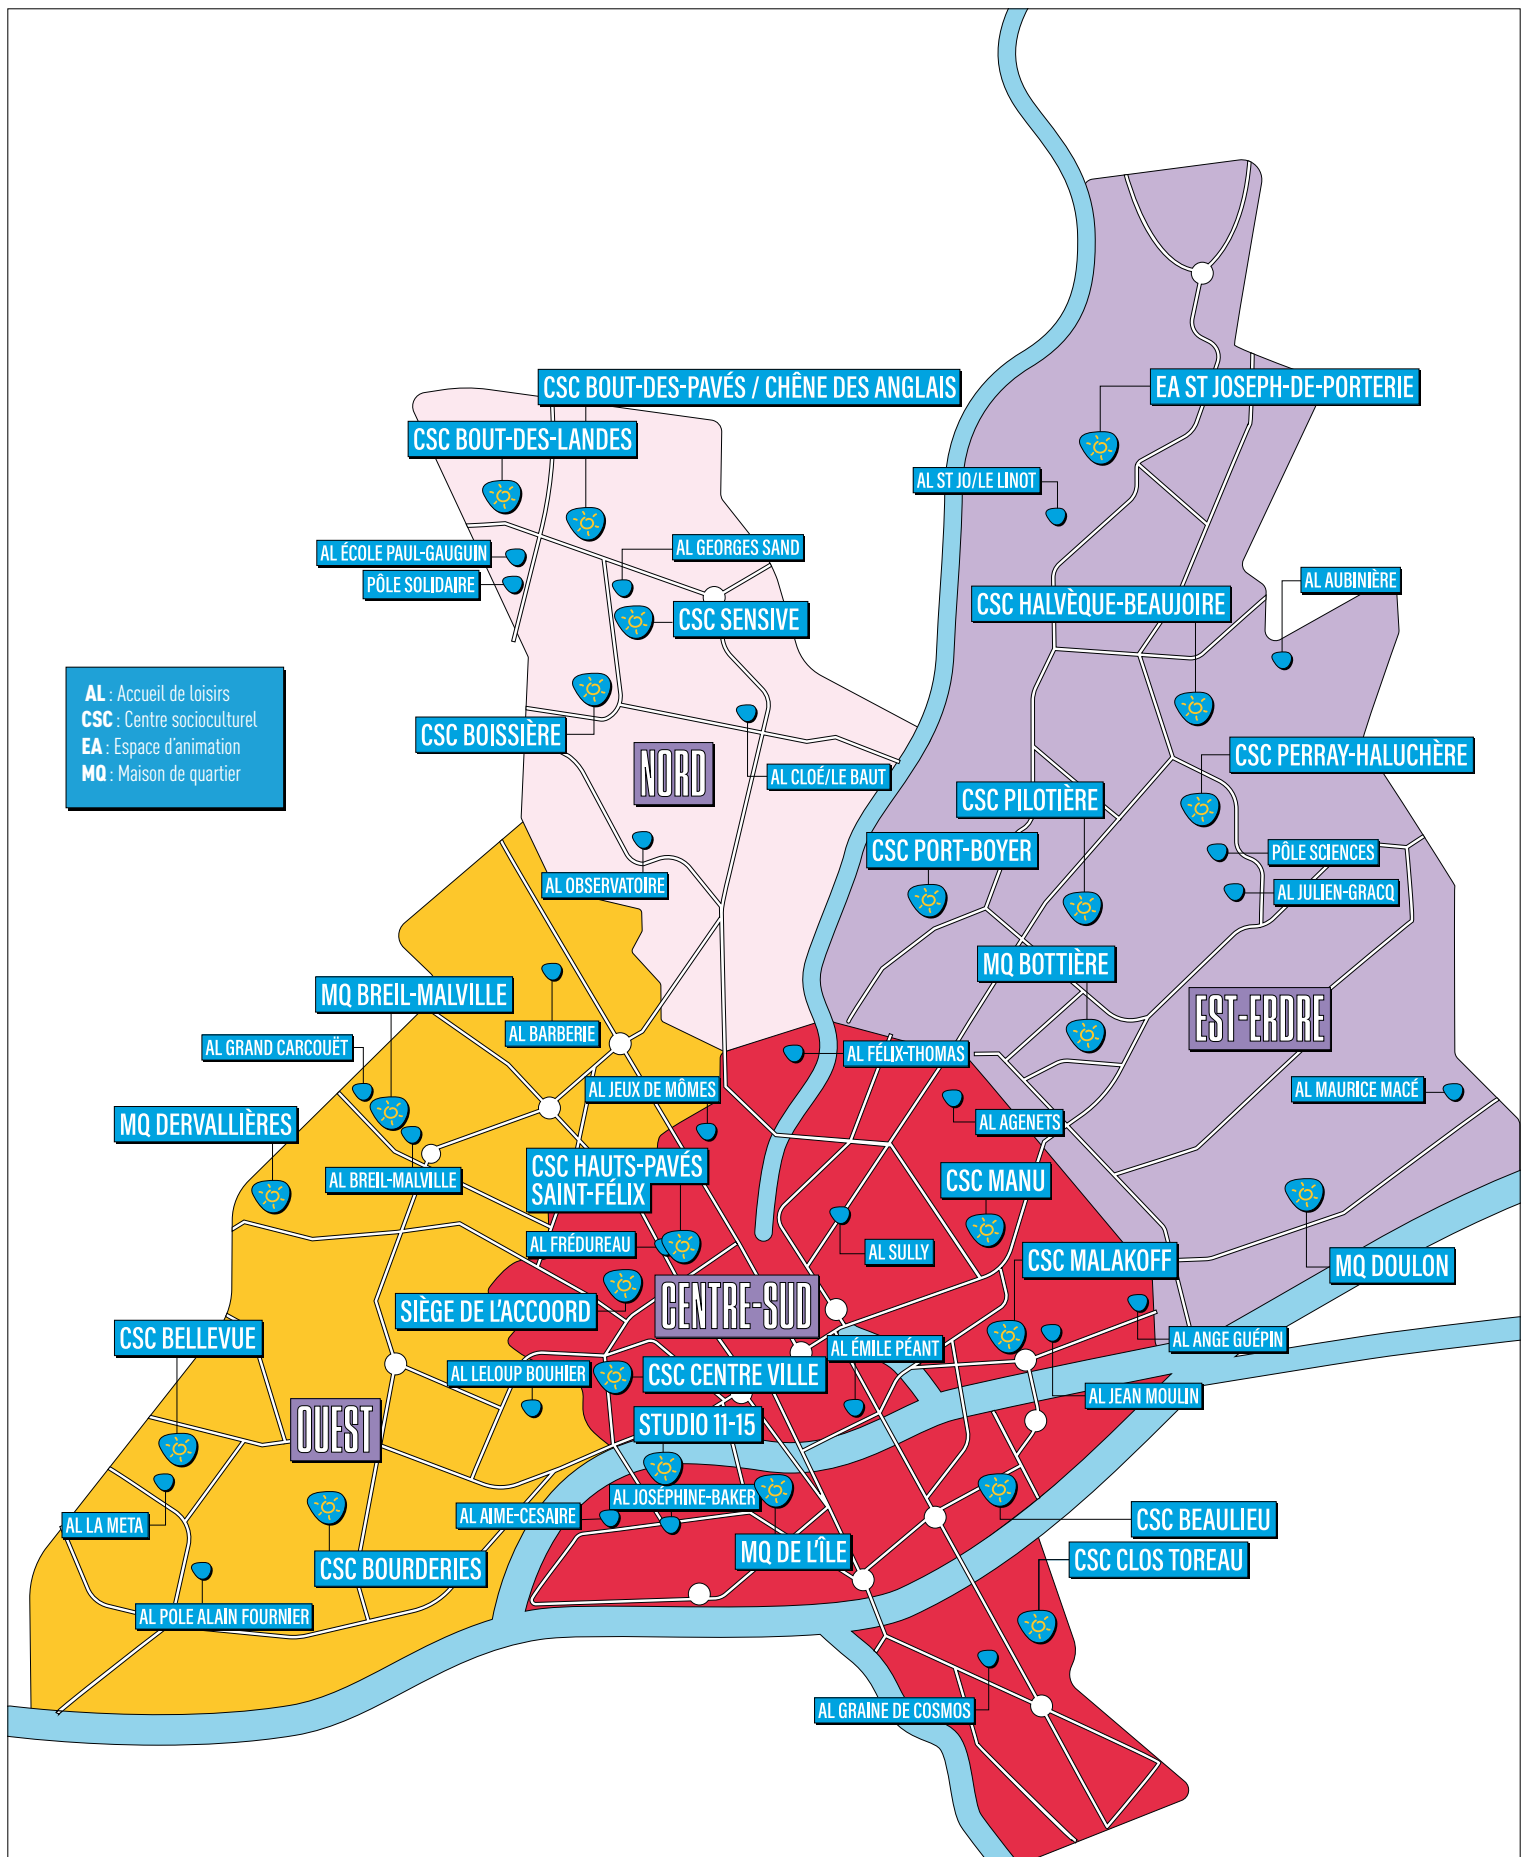 CSC BOUT-DES-PAVÉS / CHÊNE DES ANGLAIS
EA ST JOSEPH-DE-PORTERIE
CSC BOUT-DES-LANDES
AL ST JO/LE LINOT
AL ÉCOLE PAUL-GAUGUIN
AL GEORGES SAND
PÔLE SOLIDAIRE
AL AUBINIÈRE
CSC HALVÈQUE-BEAUJOIRE
CSC SENSIVE
AL : Accueil de loisirs
CSC : Centre socioculturel
EA : Espace d'animation
MQ : Maison de quartier
CSC BOISSIÈRE
NORD
AL CLOÉ/LE BAUT
CSC PERRAY-HALUCHÈRE
CSC PILOTIÈRE
CSC PORT-BOYER
PÔLE SCIENCES
AL OBSERVATOIRE
AL JULIEN-GRACQ
MQ BOTTIÈRE
MQ BREIL-MALVILLE
EST-ERDRE
AL BARBERIE
AL GRAND CARCOUËT
AL FÉLIX-THOMAS
AL JEUX DE MÔMES
AL MAURICE MACÉ
MQ DERVALLIÈRES
AL AGENETS
CSC HAUTS-PAVÉS
SAINT-FÉLIX
AL BREIL-MALVILLE
CSC MANU
AL FRÉDUREAU
AL SULLY
CSC MALAKOFF
MQ DOULON
SIÈGE DE L'ACCOORD
CENTRE-SUD
CSC BELLEVUE
AL ÉMILE PÉANT
AL ANGE GUÉPIN
AL LELOUP BOUHIER
CSC CENTRE VILLE
AL JEAN MOULIN
OUEST
STUDIO 11-15
AL JOSÉPHINE-BAKER
AL AIME-CESAIRE
AL LA META
CSC BEAULIEU
MQ DE L'ÎLE
CSC CLOS TOREAU
CSC BOURDERIES
AL POLE ALAIN FOURNIER
AL GRAINE DE COSMOS